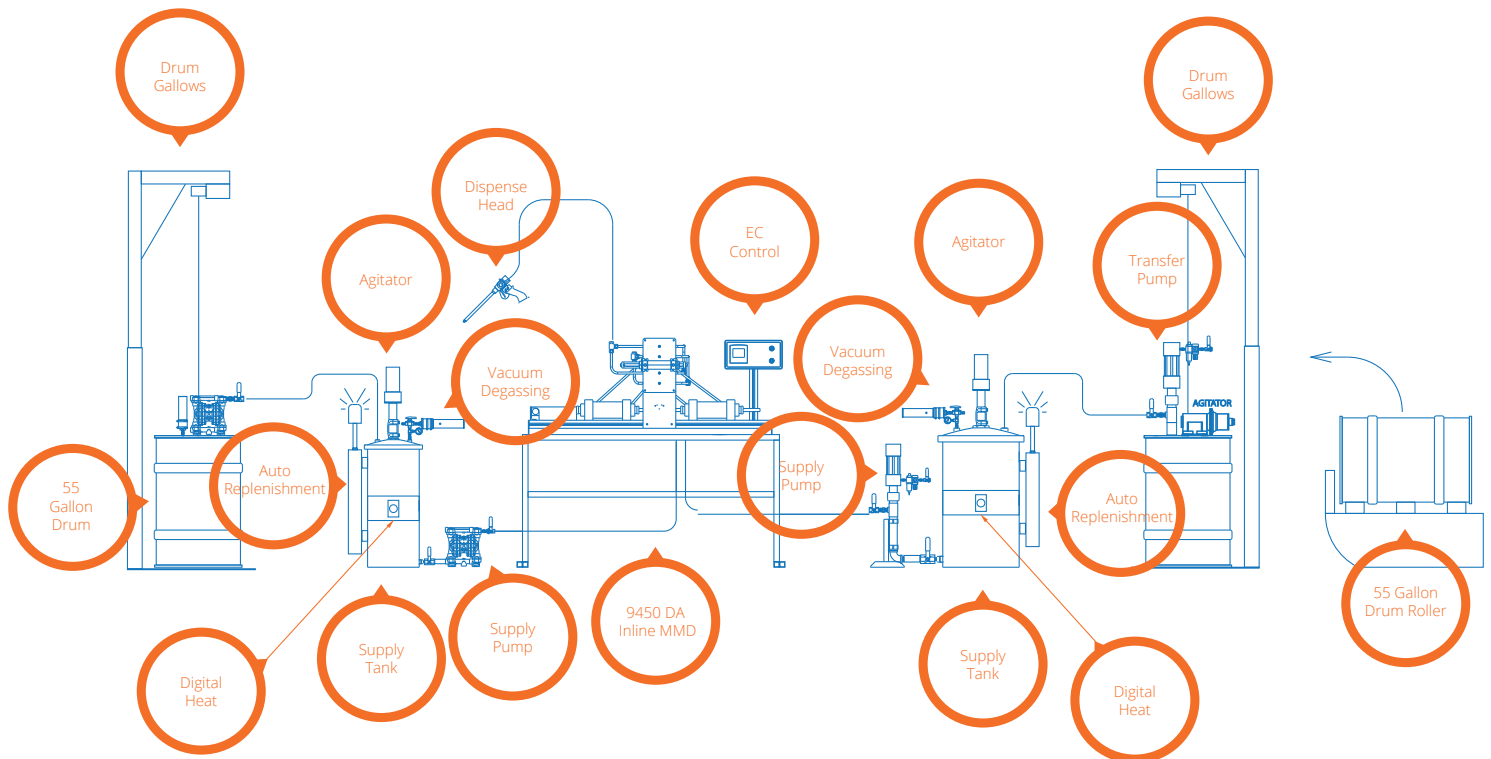 Drum
Gallows
Drum
Gallows
Dispense
Head
EC
Control
Agitator
Agitator
Transfer
Pump
Vacuum
Degassing
Vacuum
Degassing
AGITATOR
55
Gallon
Drum
Auto
Replenishment
Supply
Pump
Auto
Replenishment
55 Gallon
Drum Roller
Digital
Heat
Supply
Tank
Supply
Pump
9450 DA
Inline MMD
Supply
Tank
Digital
Heat